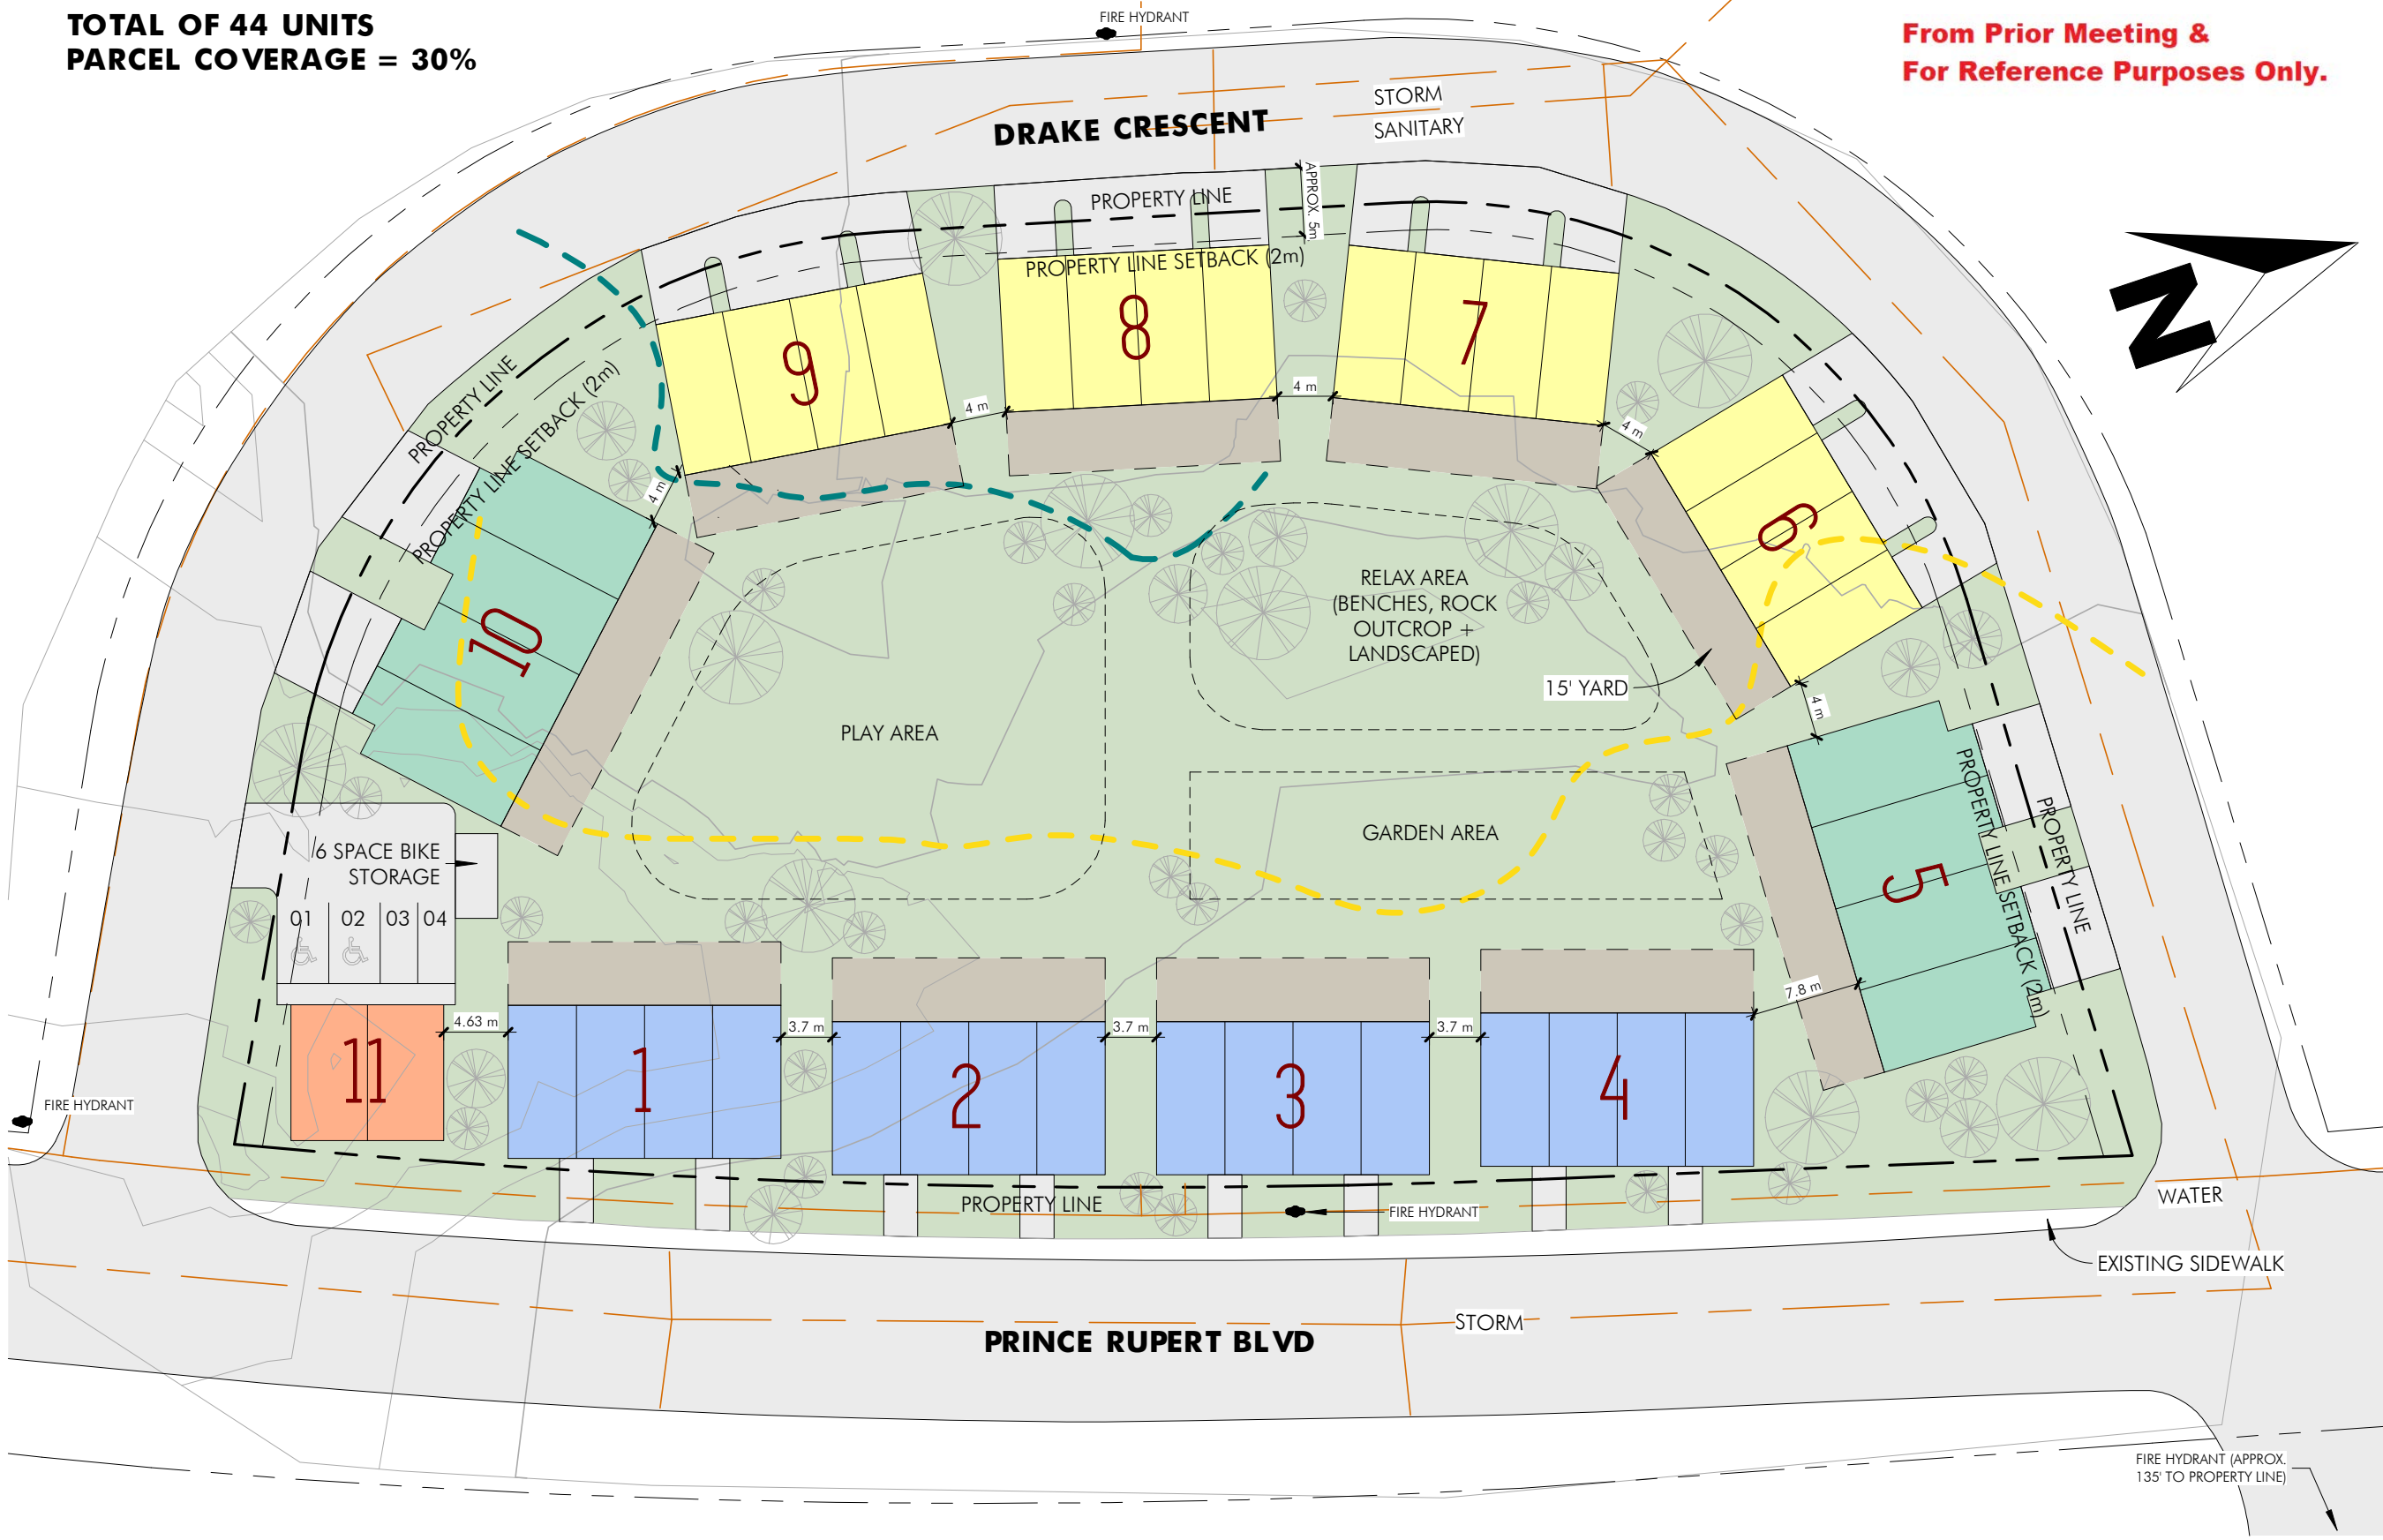 TOTAL OF 44 UNITS
PARCEL COVERAGE = 30%
FIRE HYDRANT
From Prior Meeting &
For Reference Purposes Only.
DRAKE CRESCENT
STORM
SANITARY
APPROX. 5m
PROPERTY LINE
PROPERTY LINE SETBACK (2m)
N
9
8
7
4 m
4 m
4 m
PROPERTY LINE
PROPERTY LINE SETBACK (2m)
4 m
6
10
RELAX AREA
(BENCHES, ROCK
OUTCROP +
LANDSCAPED)
15' YARD
4 m
PLAY AREA
GARDEN AREA
5
PROPERTY LINE SETBACK (2m)
PROPERTY LINE
6 SPACE BIKE
STORAGE
01
02
03
04
7.8 m
4.63 m
3.7 m
3.7 m
3.7 m
11
1
2
3
4
FIRE HYDRANT
PROPERTY LINE
FIRE HYDRANT
WATER
EXISTING SIDEWALK
STORM
PRINCE RUPERT BLVD
FIRE HYDRANT (APPROX.
135' TO PROPERTY LINE)